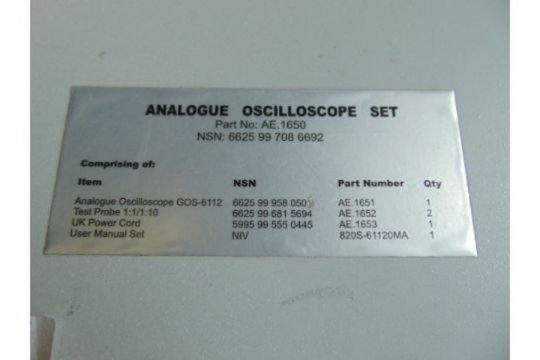 ANALOGUE OSCILLOSCOPE SET
Part No: AE.1650
NSN: 6625 99 708 6692
Comprising of:
Item NSN Part Number Qty
Analogue Oscilloscope GOS-6112 6625 99 958 0501 AE.1651 1
Test Probe 1:1/1:10 6625 99 681 5694 AE.1652 2
UK Power Cord 5995 99 555 0445 AE.1653 1
User Manual Set NIV 820S-61120MA 1